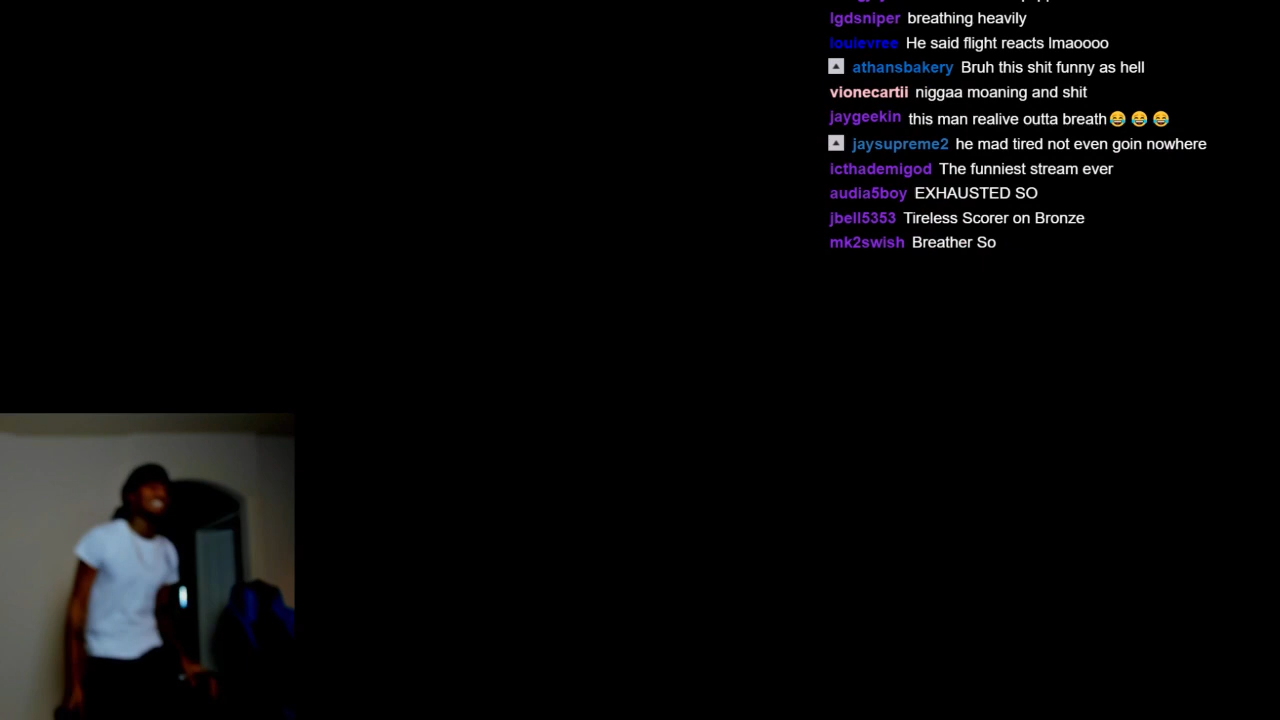 lgdsniper breathing heavily
louievree He said flight reacts lmaoooo
athansbakery Bruh this shit funny as hell
vionecartii niggaa moaning and shit
jaygeekin this man realive outta breath😂 😂 😂
jaysupreme2 he mad tired not even goin nowhere
icthademigod The funniest stream ever
audia5boy EXHAUSTED SO
jbell5353 Tireless Scorer on Bronze
mk2swish Breather So